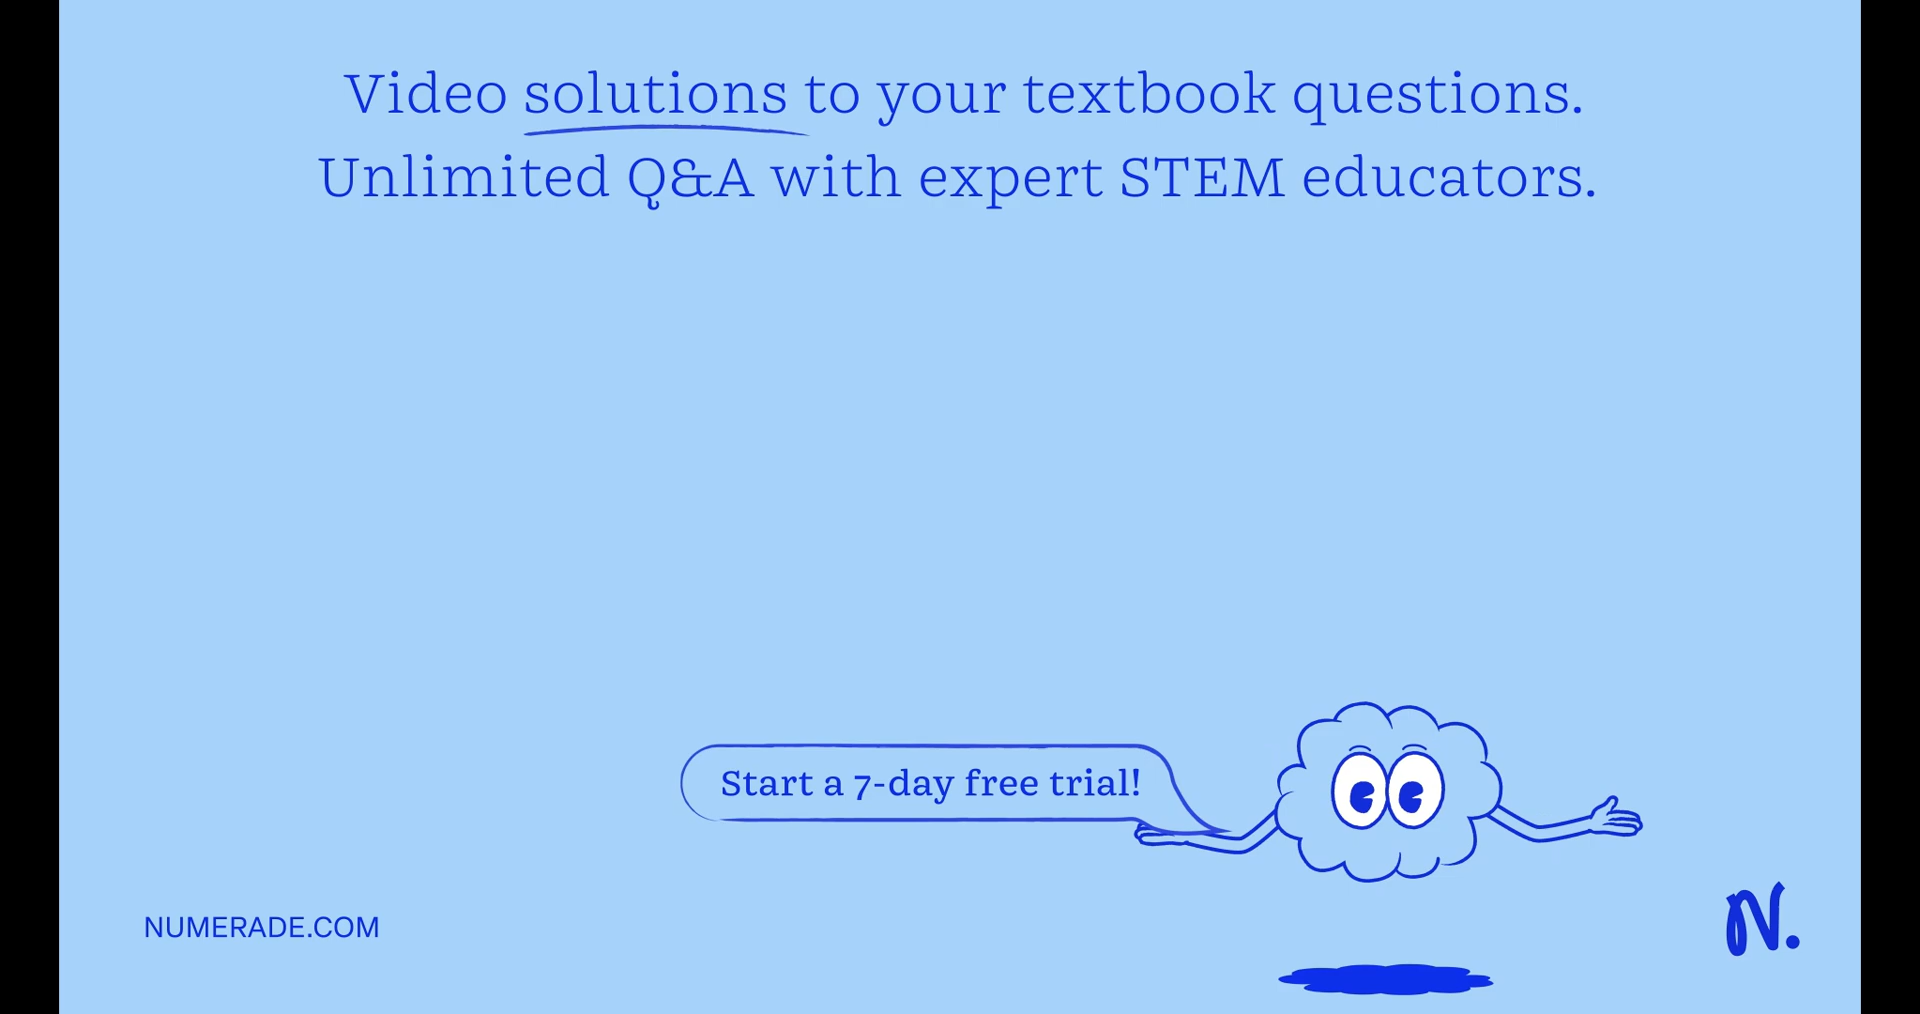 Video solutions to your textbook questions.
Unlimited Q&A with expert STEM educators.
Start a 7-day free trial!
NUMERADE.COM
N.